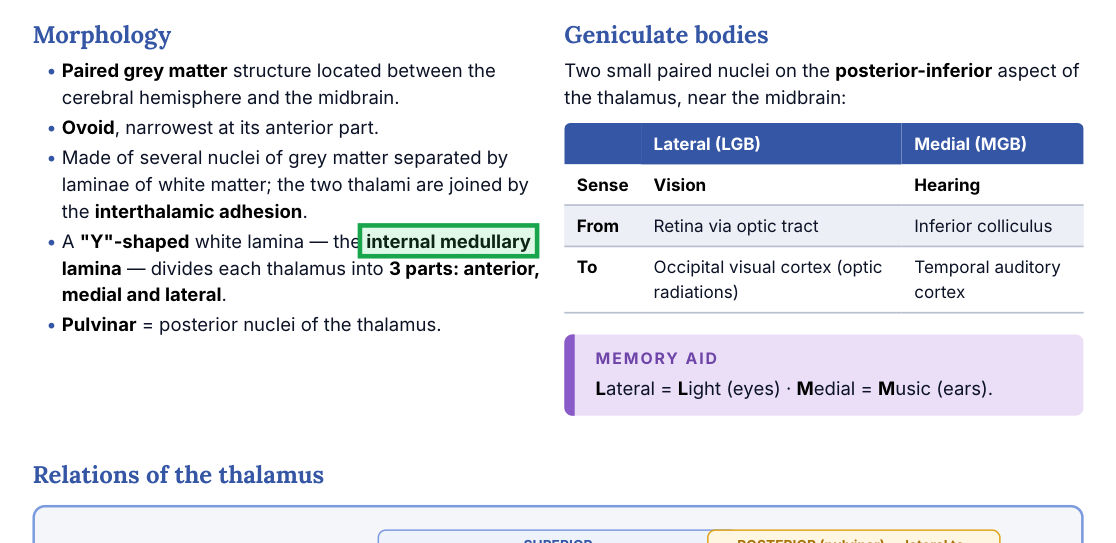 Morphology
• Paired grey matter structure located between the
cerebral hemisphere and the midbrain.
• Ovoid, narrowest at its anterior part.
• Made of several nuclei of grey matter separated by
laminae of white matter; the two thalami are joined by
the interthalamic adhesion.
• A "Y"-shaped white lamina — the internal medullary
lamina — divides each thalamus into 3 parts: anterior,
medial and lateral.
• Pulvinar = posterior nuclei of the thalamus.
Geniculate bodies
Two small paired nuclei on the posterior-inferior aspect of
the thalamus, near the midbrain:
Lateral (LGB) Medial (MGB)
Sense Vision Hearing
From Retina via optic tract Inferior colliculus
To Occipital visual cortex (optic Temporal auditory
radiations) cortex
MEMORY AID
Lateral = Light (eyes) · Medial = Music (ears).
Relations of the thalamus
SUPERIOR POSTERIOR (pulvinar)